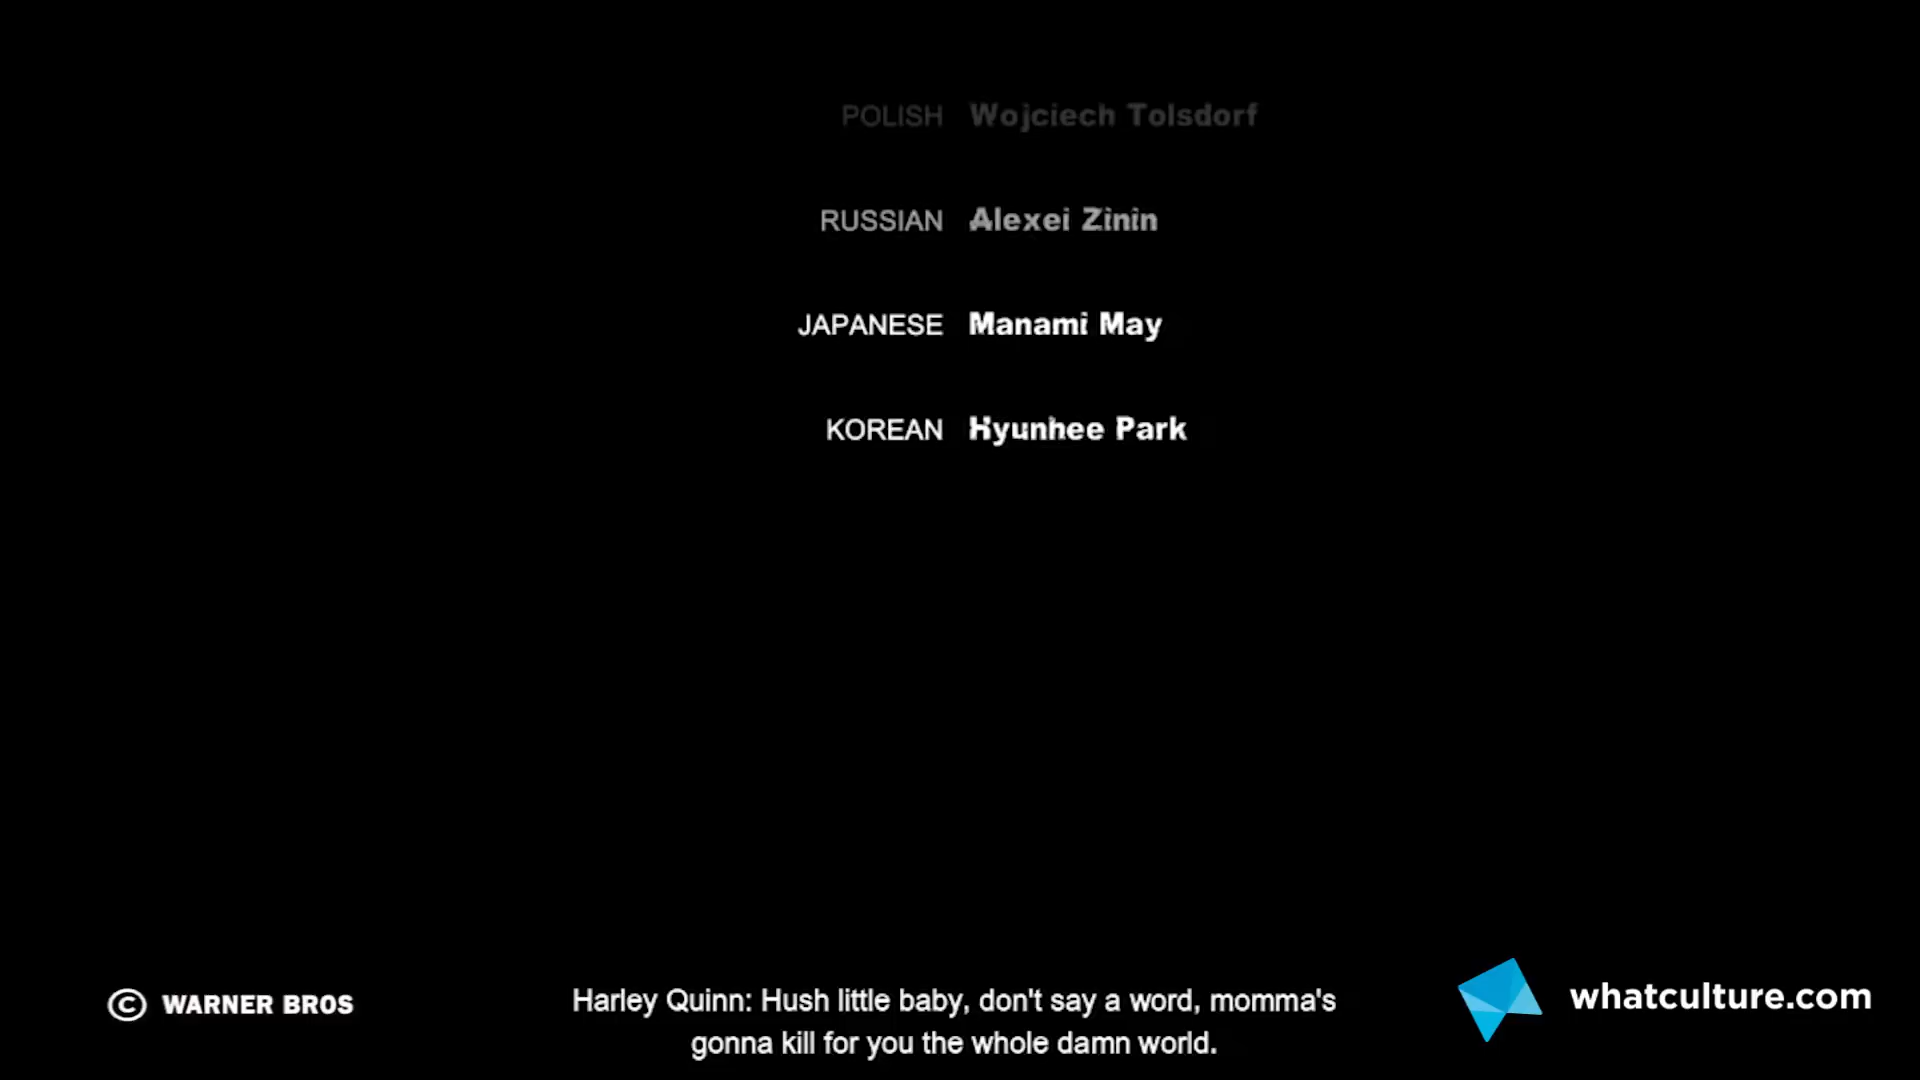 POLISH Wojciech Tolsdorf
RUSSIAN Alexei Zinin
JAPANESE Manami May
KOREAN Hyunhee Park
© WARNER BROS
Harley Quinn: Hush little baby, don't say a word, momma's
gonna kill for you the whole damn world.
whatculture.com